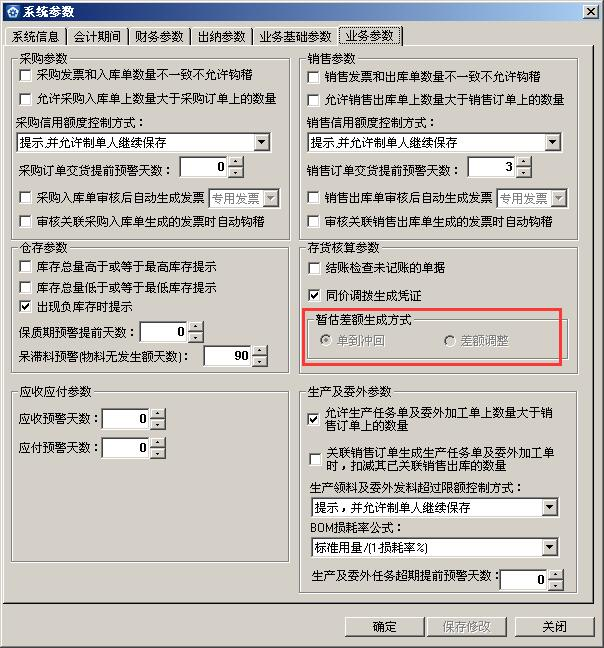 系统参数
系统信息 会计期间 财务参数 出纳参数 业务基础参数 业务参数
采购参数
采购发票和入库单数量不一致不允许钩稽
允许采购入库单上数量大于采购订单上的数量
采购信用额度控制方式：
提示,并允许制单人继续保存
采购订单交货提前预警天数： 0
采购入库单审核后自动生成发票 专用发票
审核关联采购入库单生成的发票时自动钩稽
销售参数
销售发票和出库单数量不一致不允许钩稽
允许销售出库单上数量大于销售订单上的数量
销售信用额度控制方式：
提示,并允许制单人继续保存
销售订单交货提前预警天数： 3
销售出库单审核后自动生成发票 专用发票
审核关联销售出库单生成的发票时自动钩稽
仓存参数
库存总量高于或等于最高库存提示
库存总量低于或等于最低库存提示
出现负库存时提示
保质期预警提前天数： 0
呆滞料预警(物料无发生额天数)： 90
存货核算参数
结账检查未记账的单据
同价调拨生成凭证
暂估差额生成方式
单到冲回 差额调整
应收应付参数
应收预警天数： 0
应付预警天数： 0
生产及委外参数
允许生产任务单及委外加工单上数量大于销
售订单上的数量
关联销售订单生成生产任务单及委外加工单
时，扣减其已关联销售出库的数量
生产领料及委外发料超过限额控制方式：
提示，并允许制单人继续保存
BOM损耗率公式：
标准用量/(1-损耗率%)
生产及委外任务超期提前预警天数： 0
确定 保存修改 关闭